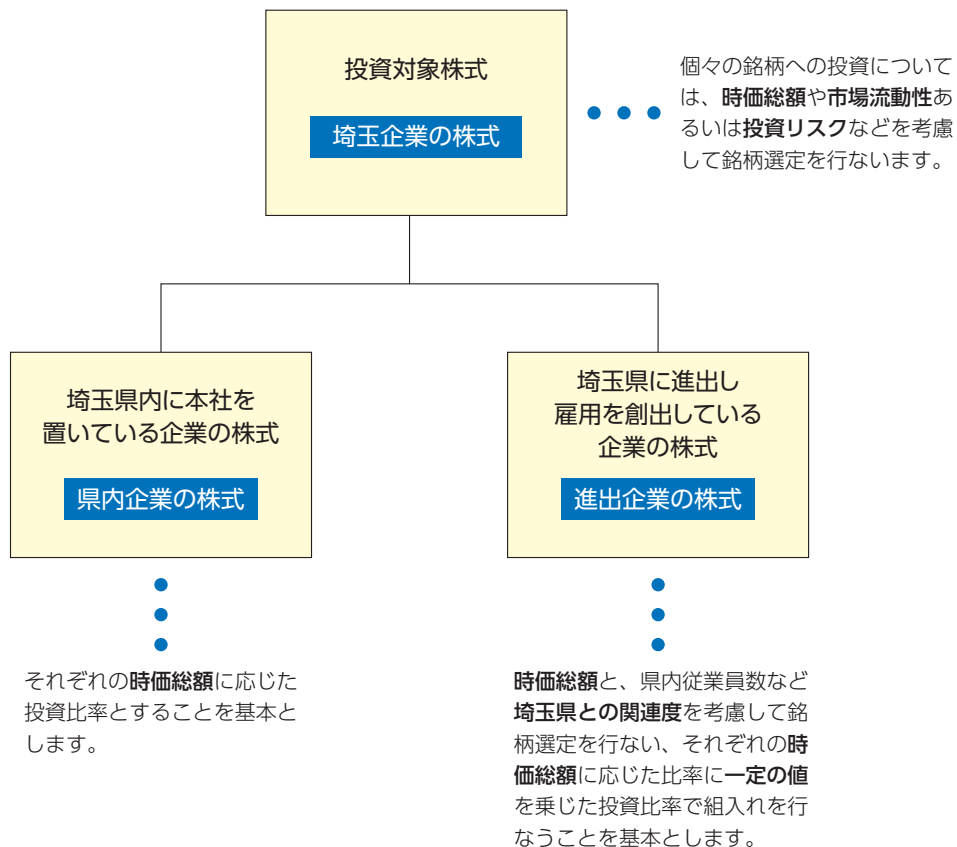 投資対象株式
埼玉企業の株式
個々の銘柄への投資について
は、時価総額や市場流動性あ
るいは投資リスクなどを考慮
して銘柄選定を行ないます。
埼玉県内に本社を
置いている企業の株式
県内企業の株式
埼玉県に進出し
雇用を創出している
企業の株式
進出企業の株式
それぞれの時価総額に応じた
投資比率とすることを基本と
します。
時価総額と、県内従業員数など
埼玉県との関連度を考慮して銘
柄選定を行ない、それぞれの時
価総額に応じた比率に一定の値
を乗じた投資比率で組入れを行
なうことを基本とします。